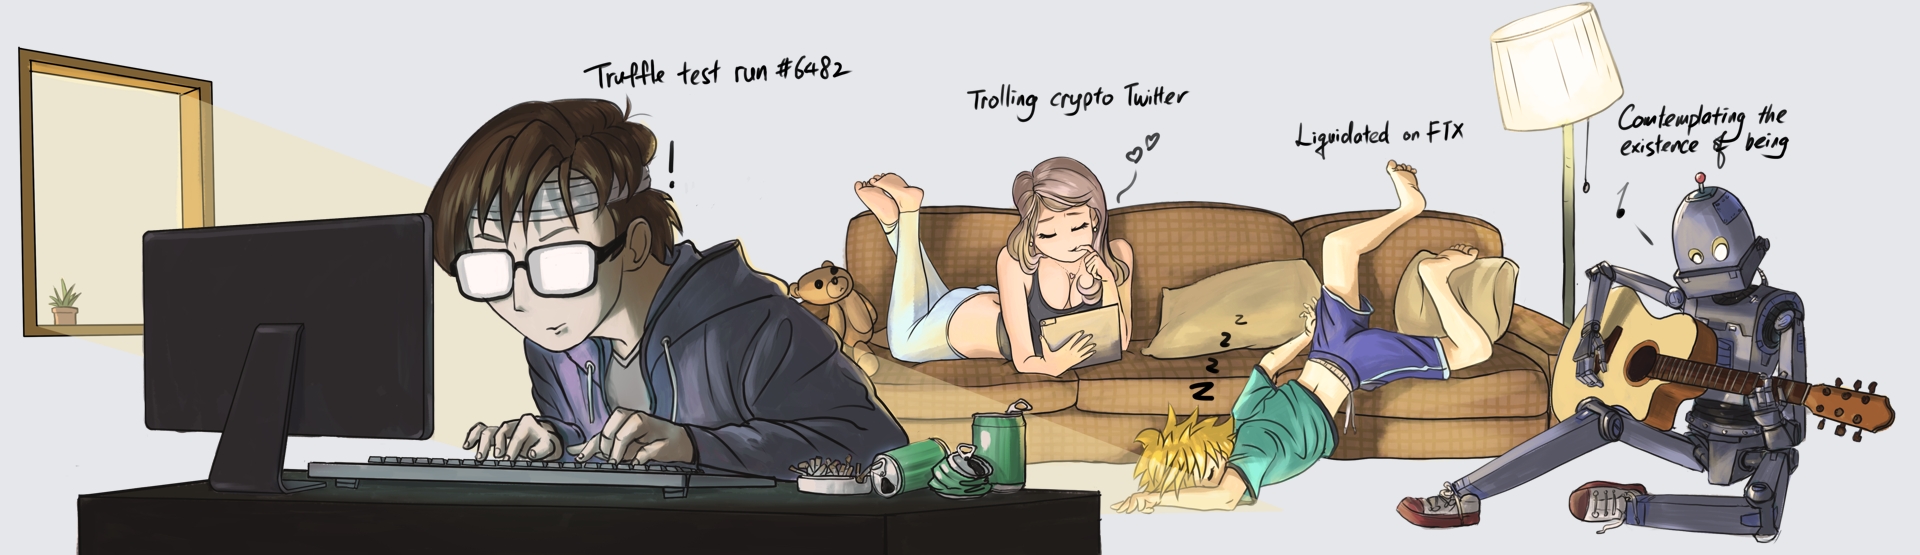 Truffle test run #6482
!
Trolling crypto Twitter
Liquidated on FTX
Contemplating the
existence of being
z
z
z
z